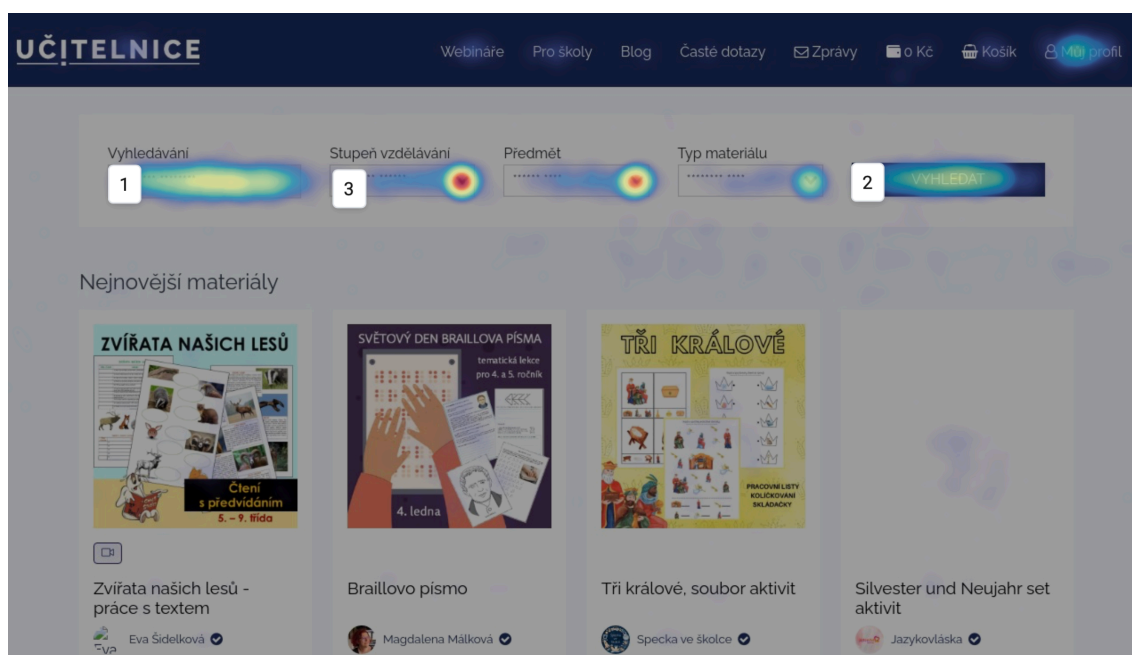 UČITELNICE
Webináře Pro školy Blog Časté dotazy Zprávy 0 Kč Košík Můj profil
Vyhledávání Stupeň vzdělávání Předmět Typ materiálu
1 3 2 VYHLEDAT
Nejnovější materiály
ZVÍŘATA NAŠICH LESŮ
Čtení
s předvídáním
5. – 9. třída
SVĚTOVÝ DEN BRAILLOVA PÍSMA
tematická lekce
pro 4. a 5. ročník
4. ledna
TŘI KRÁLOVÉ
PRACOVNÍ LISTY
KOLÍČKOVÁNÍ
SKLÁDAČKY
Zvířata našich lesů -
práce s textem
Braillovo písmo
Tři králové, soubor aktivit
Silvester und Neujahr set
aktivit
Eva Šidelková
Magdalena Málková
Specka ve školce
Jazykovláska